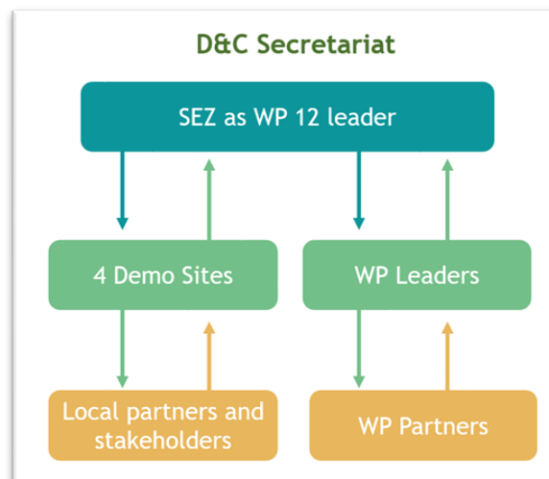 D&C Secretariat
SEZ as WP 12 leader
4 Demo Sites
WP Leaders
Local partners and
stakeholders
WP Partners